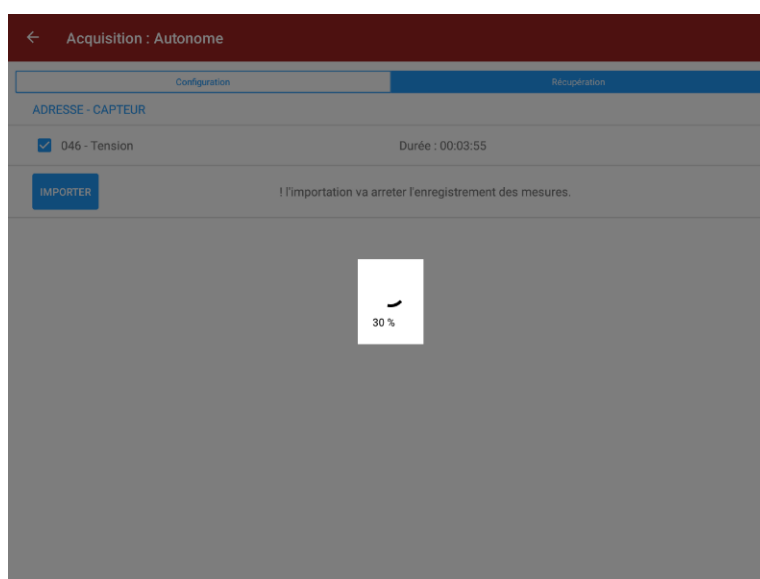 Acquisition : Autonome
Configuration Récupération
ADRESSE - CAPTEUR
046 - Tension Durée : 00:03:55
IMPORTER ! l'importation va arreter l'enregistrement des mesures.
30 %